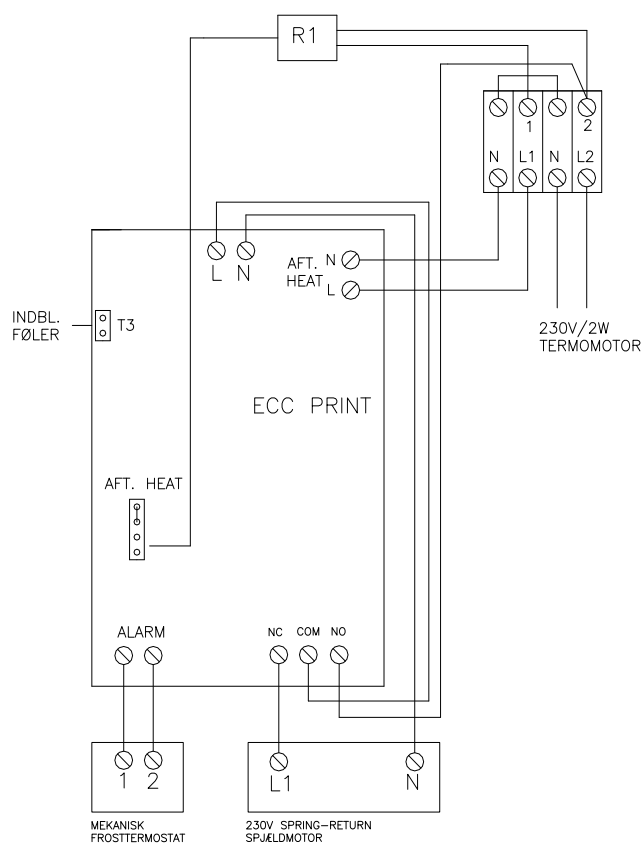 R1
1 2
N L1 N L2
L N
AFT.
HEAT
N
L
INDBL.
FØLER
T3
230V/2W
TERMOMOTOR
ECC PRINT
AFT. HEAT
ALARM
NC COM NO
1 2
L1 N
MEKANISK
FROSTTERMOSTAT
230V SPRING-RETURN
SPJÆLDMOTOR